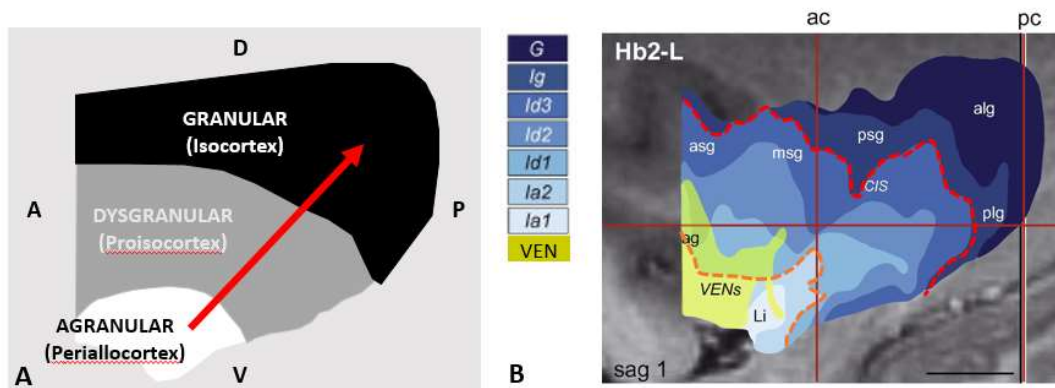 D
GRANULAR
(Isocortex)
A
DYSGRANULAR
(Proisocortex)
P
AGRANULAR
(Periallocortex)
A
V
G
Ig
Id3
Id2
Id1
Ia2
Ia1
VEN
B
ac
pc
Hb2-L
alg
psg
asg
msg
CIS
plg
ag
VENs
Li
sag 1